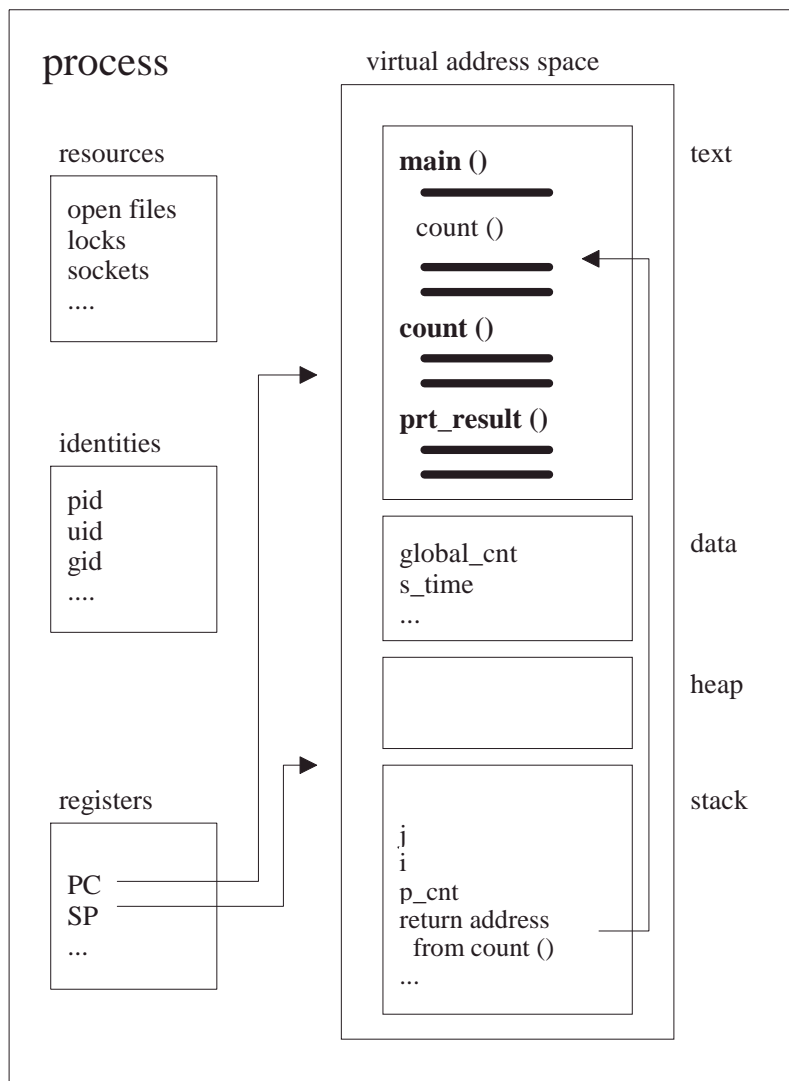 process
virtual address space
resources
open files
locks
sockets
....
identities
pid
uid
gid
....
registers
PC
SP
...
main ()
count ()
count ()
prt_result ()
text
global_cnt
s_time
...
data
heap
j
i
p_cnt
return address
from count ()
...
stack